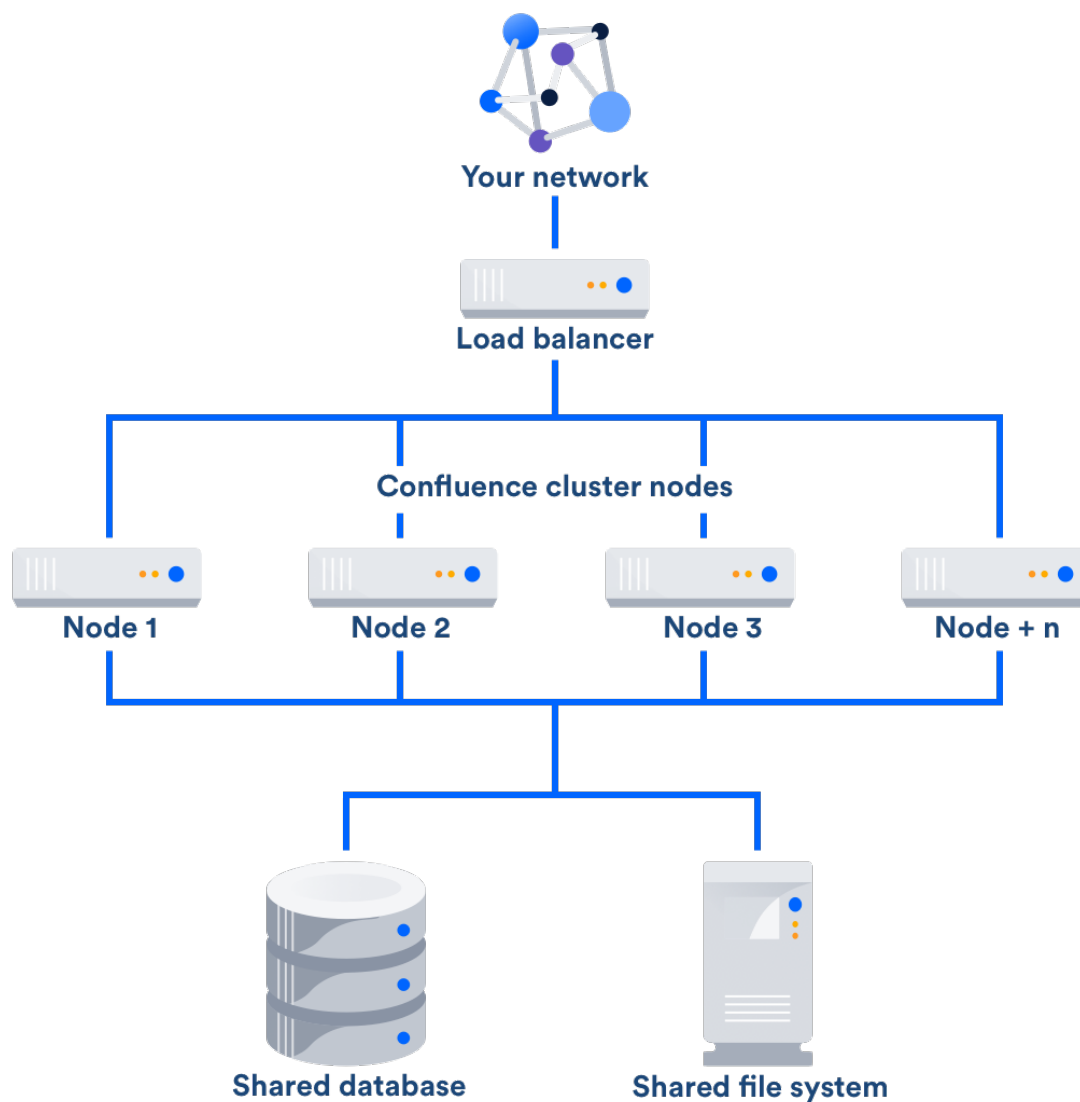 Your network
Load balancer
Confluence cluster nodes
Node 1
Node 2
Node 3
Node + n
Shared database
Shared file system